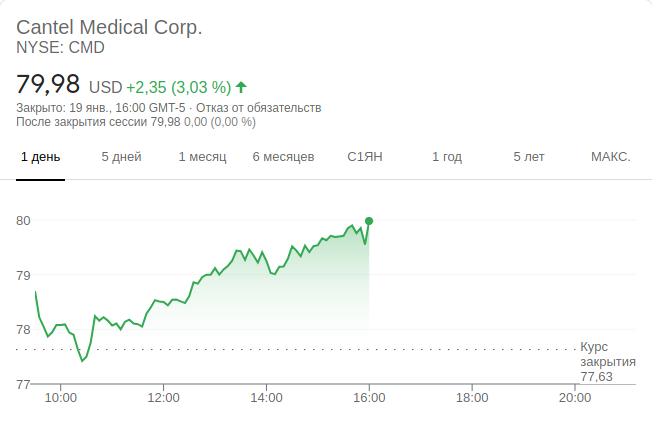 Cantel Medical Corp.
NYSE: CMD
79,98 USD +2,35 (3,03 %)
Закрыто: 19 янв., 16:00 GMT-5 · Отказ от обязательств
После закрытия сессии 79,98 0,00 (0,00 %)
1 день 5 дней 1 месяц 6 месяцев С1ЯН 1 год 5 лет МАКС.
80
79
78
Курс
закрытия
77,63
77
10:00 12:00 14:00 16:00 18:00 20:00